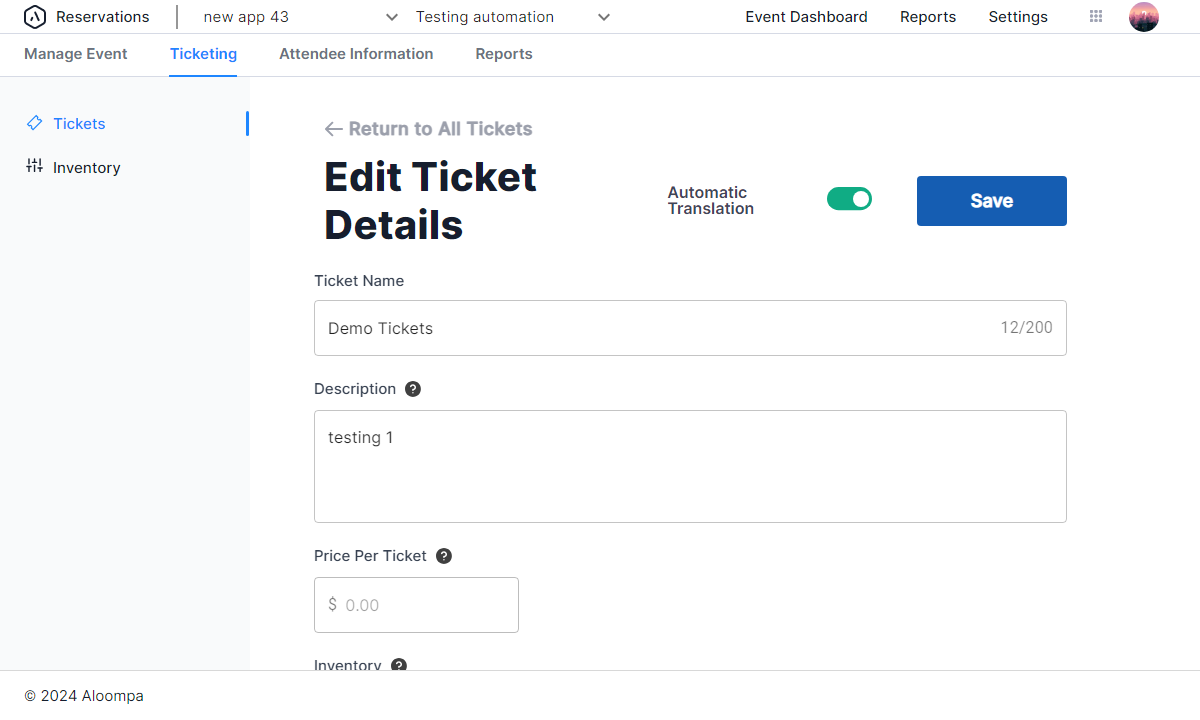 Reservations
new app 43
Testing automation
Event Dashboard
Reports
Settings
Manage Event
Ticketing
Attendee Information
Reports
Tickets
Inventory
Return to All Tickets
Edit Ticket
Details
Automatic
Translation
Save
Ticket Name
Demo Tickets
12/200
Description ?
testing 1
Price Per Ticket ?
$ 0.00
Inventory ?
© 2024 Aloompa